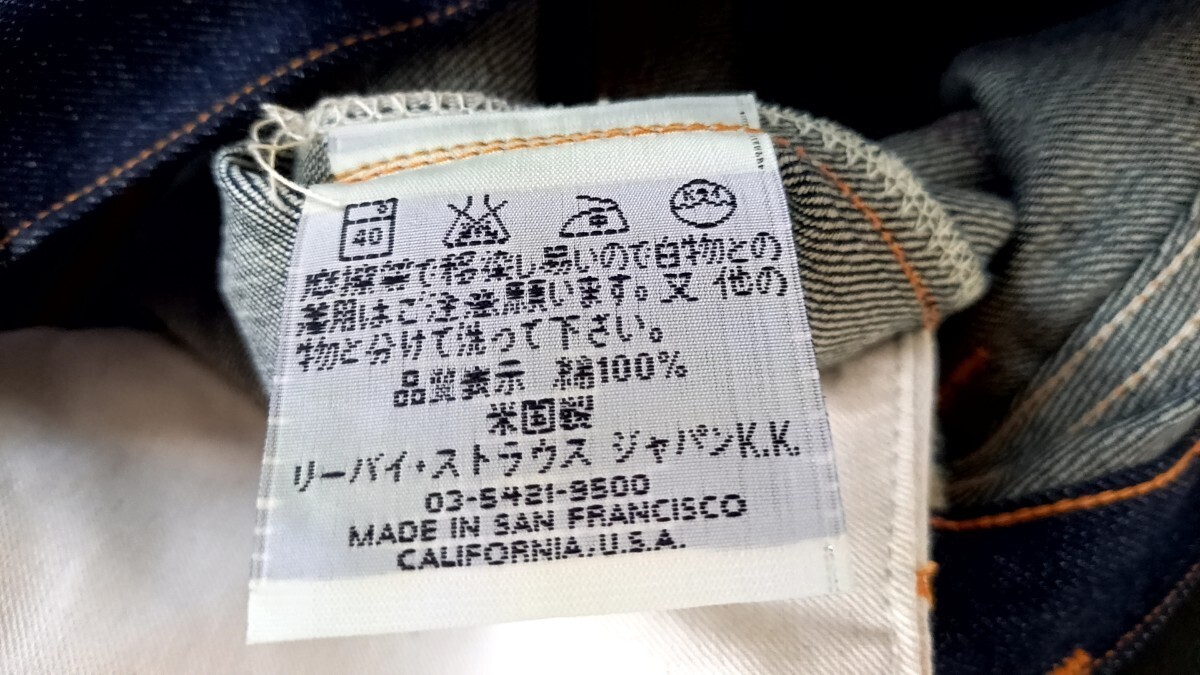 40
摩擦等で移染し易いので白物との
着用はご注意願います。又 他の
物と分けて洗って下さい。
品質表示 綿100%
米国製
リーバイ・ストラウス ジャパンK.K.
03-5421-9500
MADE IN SAN FRANCISCO
CALIFORNIA, U.S.A.